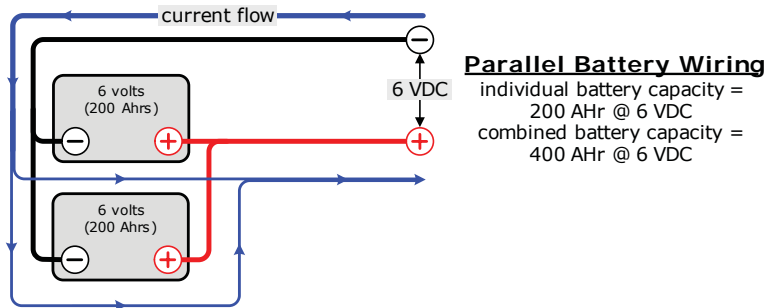 current flow
−
6 VDC
+
6 volts
(200 Ahrs)
−
+
6 volts
(200 Ahrs)
−
+
Parallel Battery Wiring
individual battery capacity =
200 AHr @ 6 VDC
combined battery capacity =
400 AHr @ 6 VDC